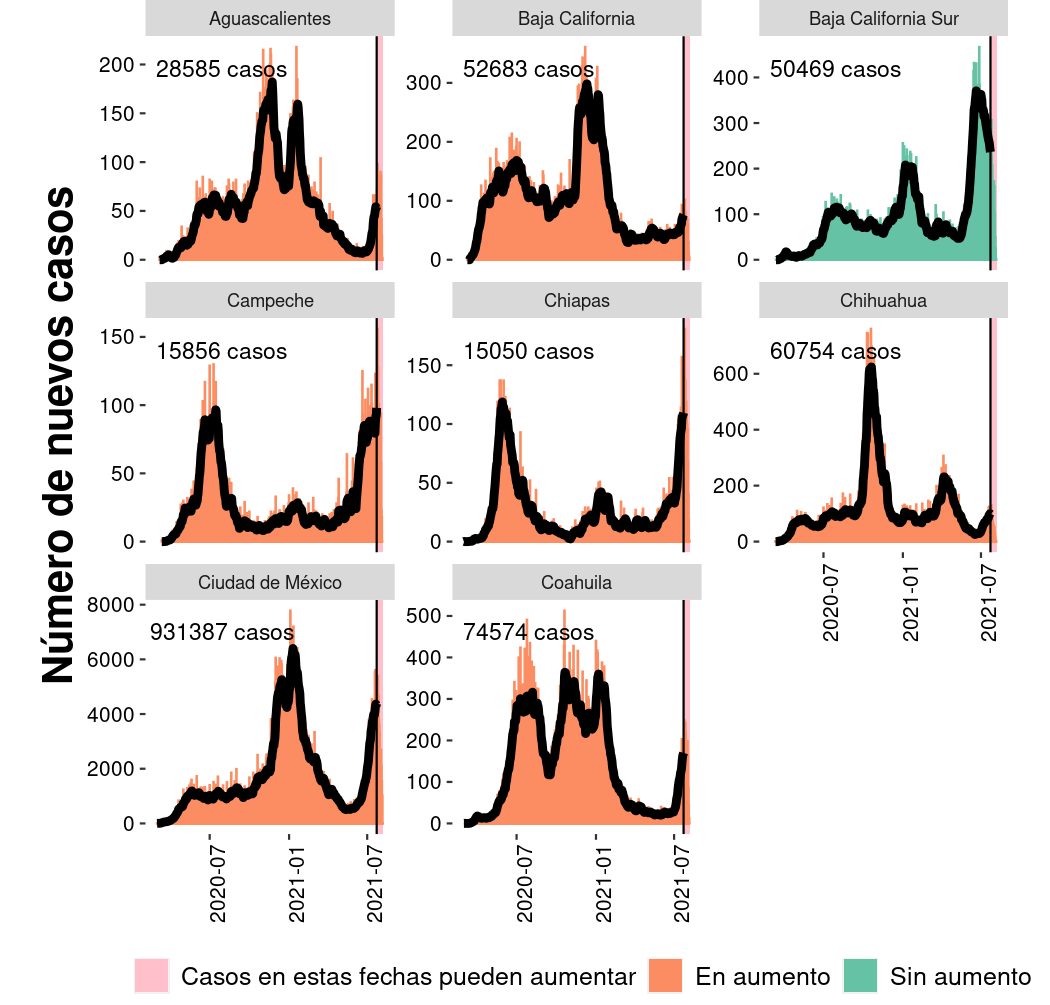 Número de nuevos casos
Aguascalientes
Baja California
Baja California Sur
200
150
100
50
0
28585 casos
300
200
100
0
52683 casos
400
300
200
100
0
50469 casos
Campeche
Chiapas
Chihuahua
150
100
50
0
15856 casos
150
100
50
0
15050 casos
600
400
200
0
60754 casos
2020-07
2021-01
2021-07
Ciudad de México
Coahuila
8000
6000
4000
2000
0
931387 casos
500
400
300
200
100
0
74574 casos
2020-07
2021-01
2021-07
2020-07
2021-01
2021-07
Casos en estas fechas pueden aumentar
En aumento
Sin aumento